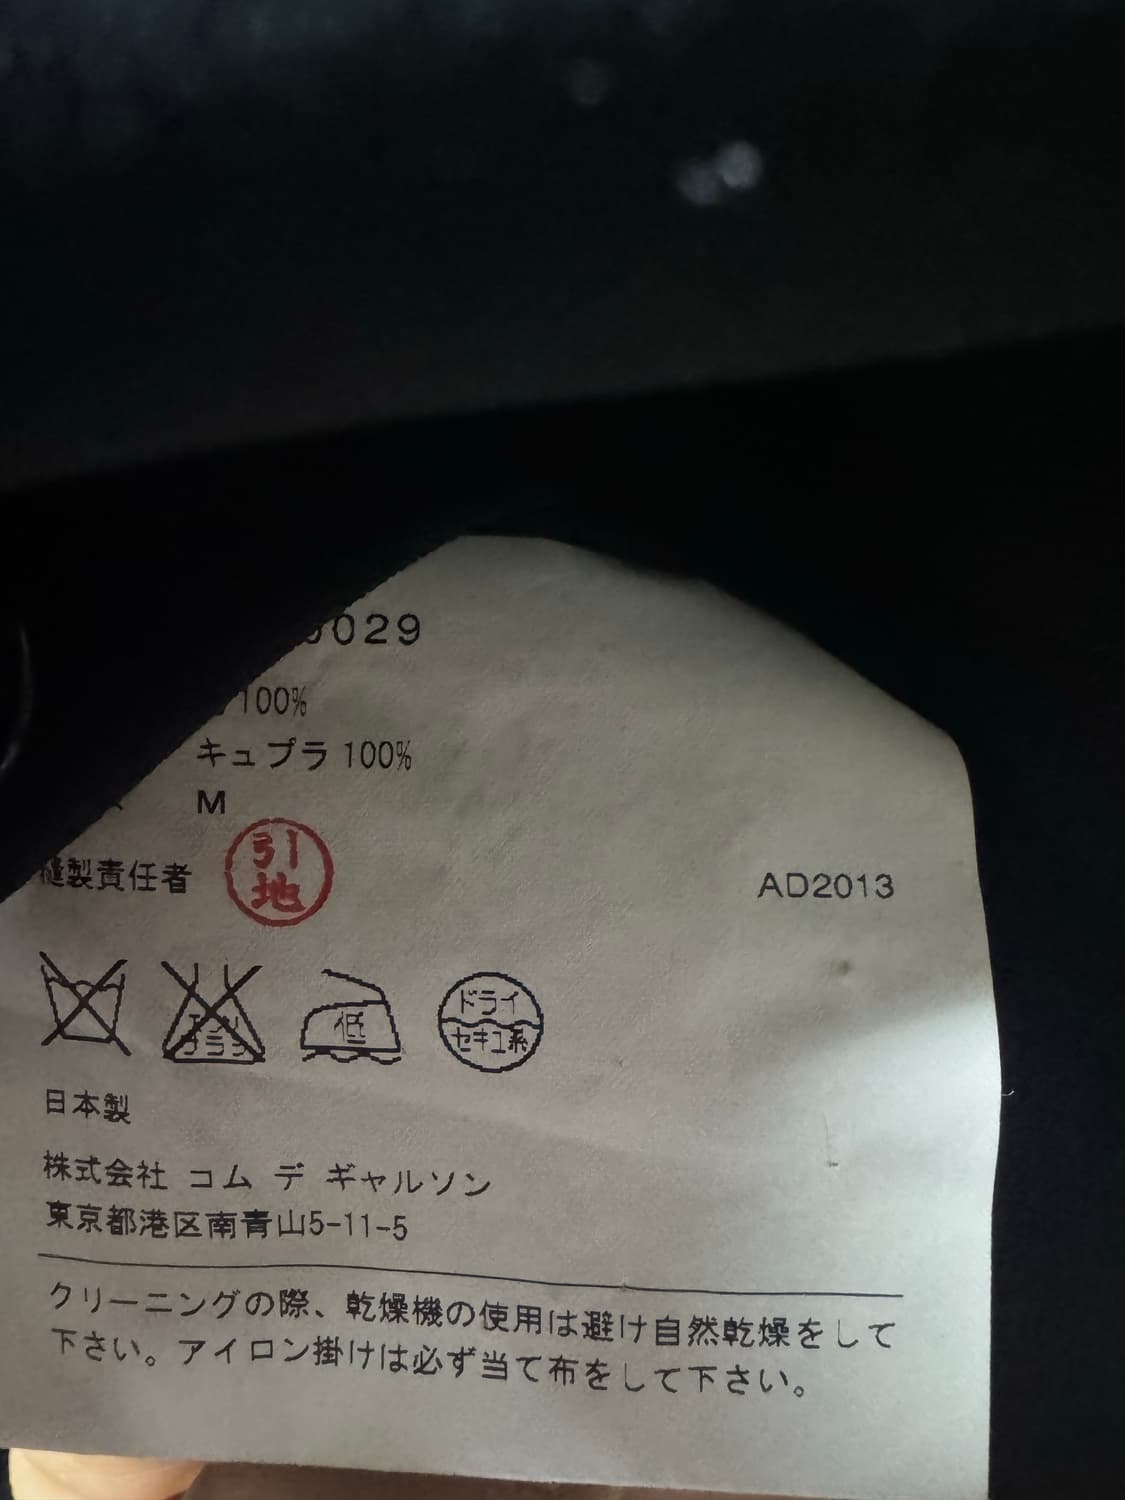 029
100%
キュプラ 100%
M
縫製責任者 引地 AD2013
低 ドライ セキユ系
日本製
株式会社 コム デ ギャルソン
東京都港区南青山5-11-5
クリーニングの際、乾燥機の使用は避け自然乾燥をして
下さい。アイロン掛けは必ず当て布をして下さい。